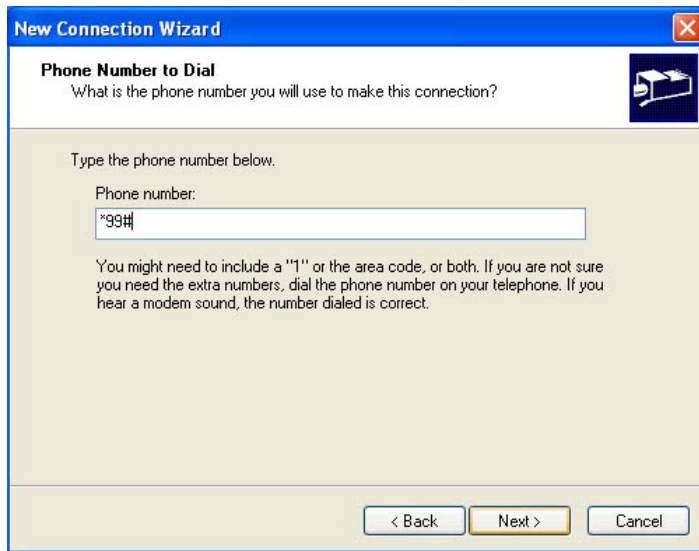 New Connection Wizard
Phone Number to Dial
What is the phone number you will use to make this connection?
Type the phone number below.
Phone number:
*99#
You might need to include a "1" or the area code, or both. If you are not sure
you need the extra numbers, dial the phone number on your telephone. If you
hear a modem sound, the number dialed is correct.
< Back
Next >
Cancel